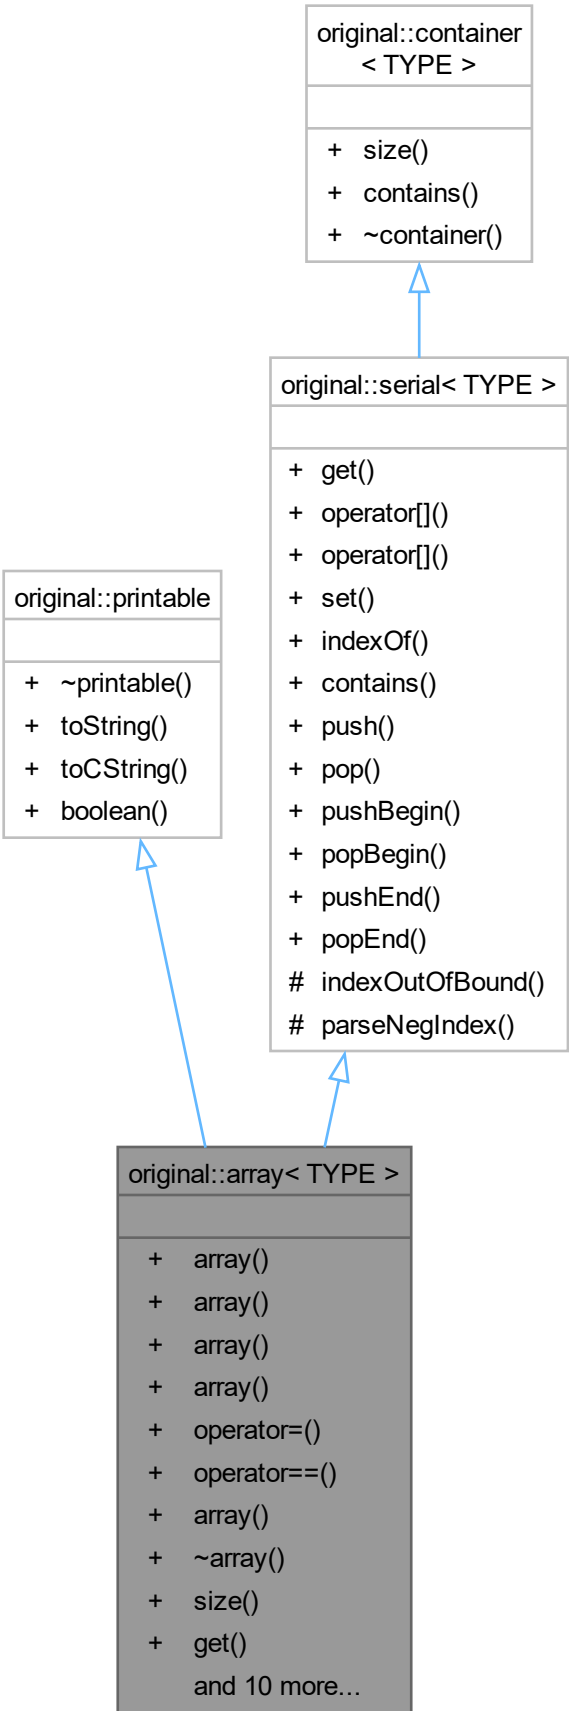 original::container
< TYPE >
+ size()
+ contains()
+ ~container()
original::serial< TYPE >
+ get()
+ operator[]()
+ operator[]()
+ set()
+ indexOf()
+ contains()
+ push()
+ pop()
+ pushBegin()
+ popBegin()
+ pushEnd()
+ popEnd()
# indexOutOfBound()
# parseNegIndex()
original::printable
+ ~printable()
+ toString()
+ toCString()
+ boolean()
original::array< TYPE >
+ array()
+ array()
+ array()
+ array()
+ operator=()
+ operator==()
+ array()
+ ~array()
+ size()
+ get()
and 10 more...